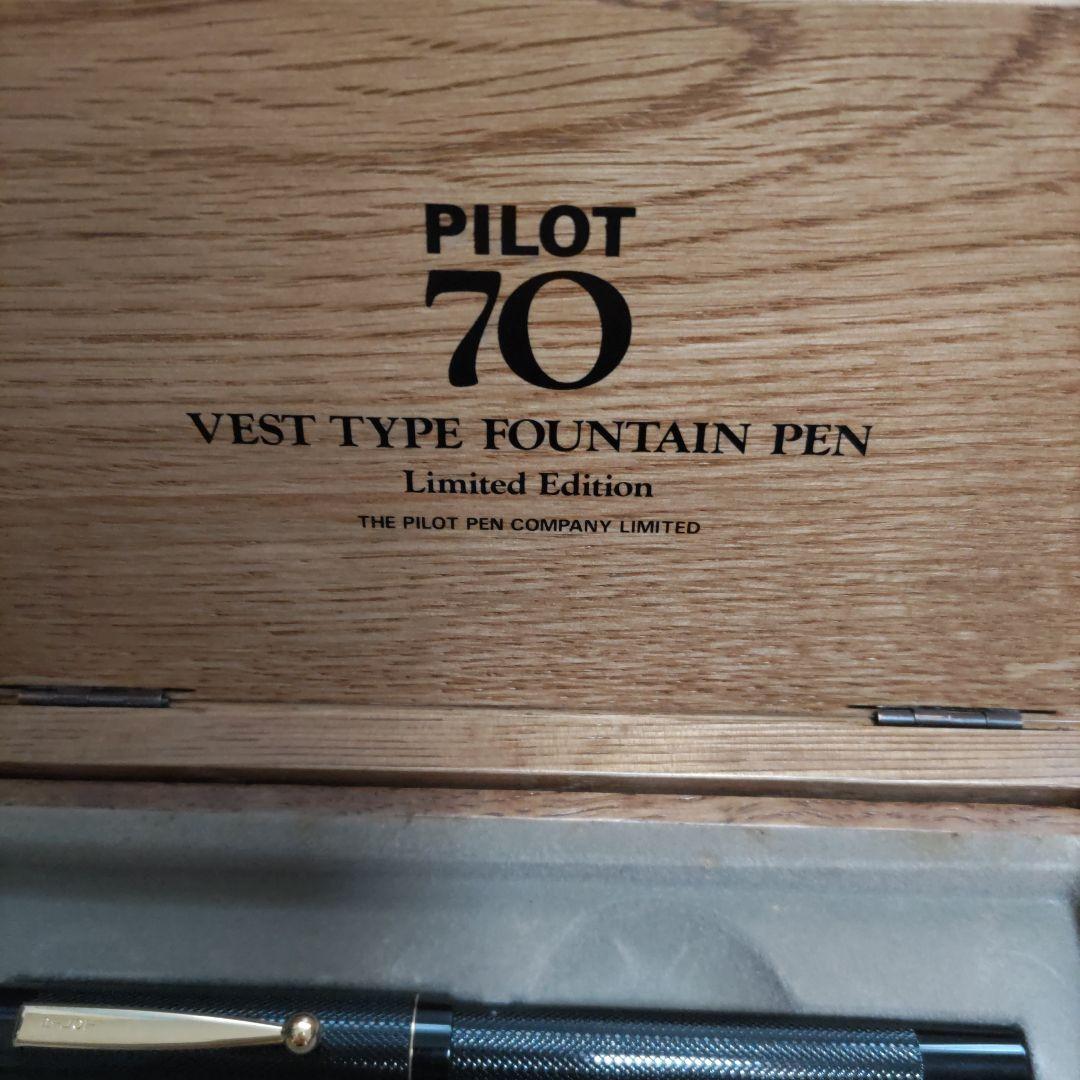 PILOT
70
VEST TYPE FOUNTAIN PEN
Limited Edition
THE PILOT PEN COMPANY LIMITED
PILOT